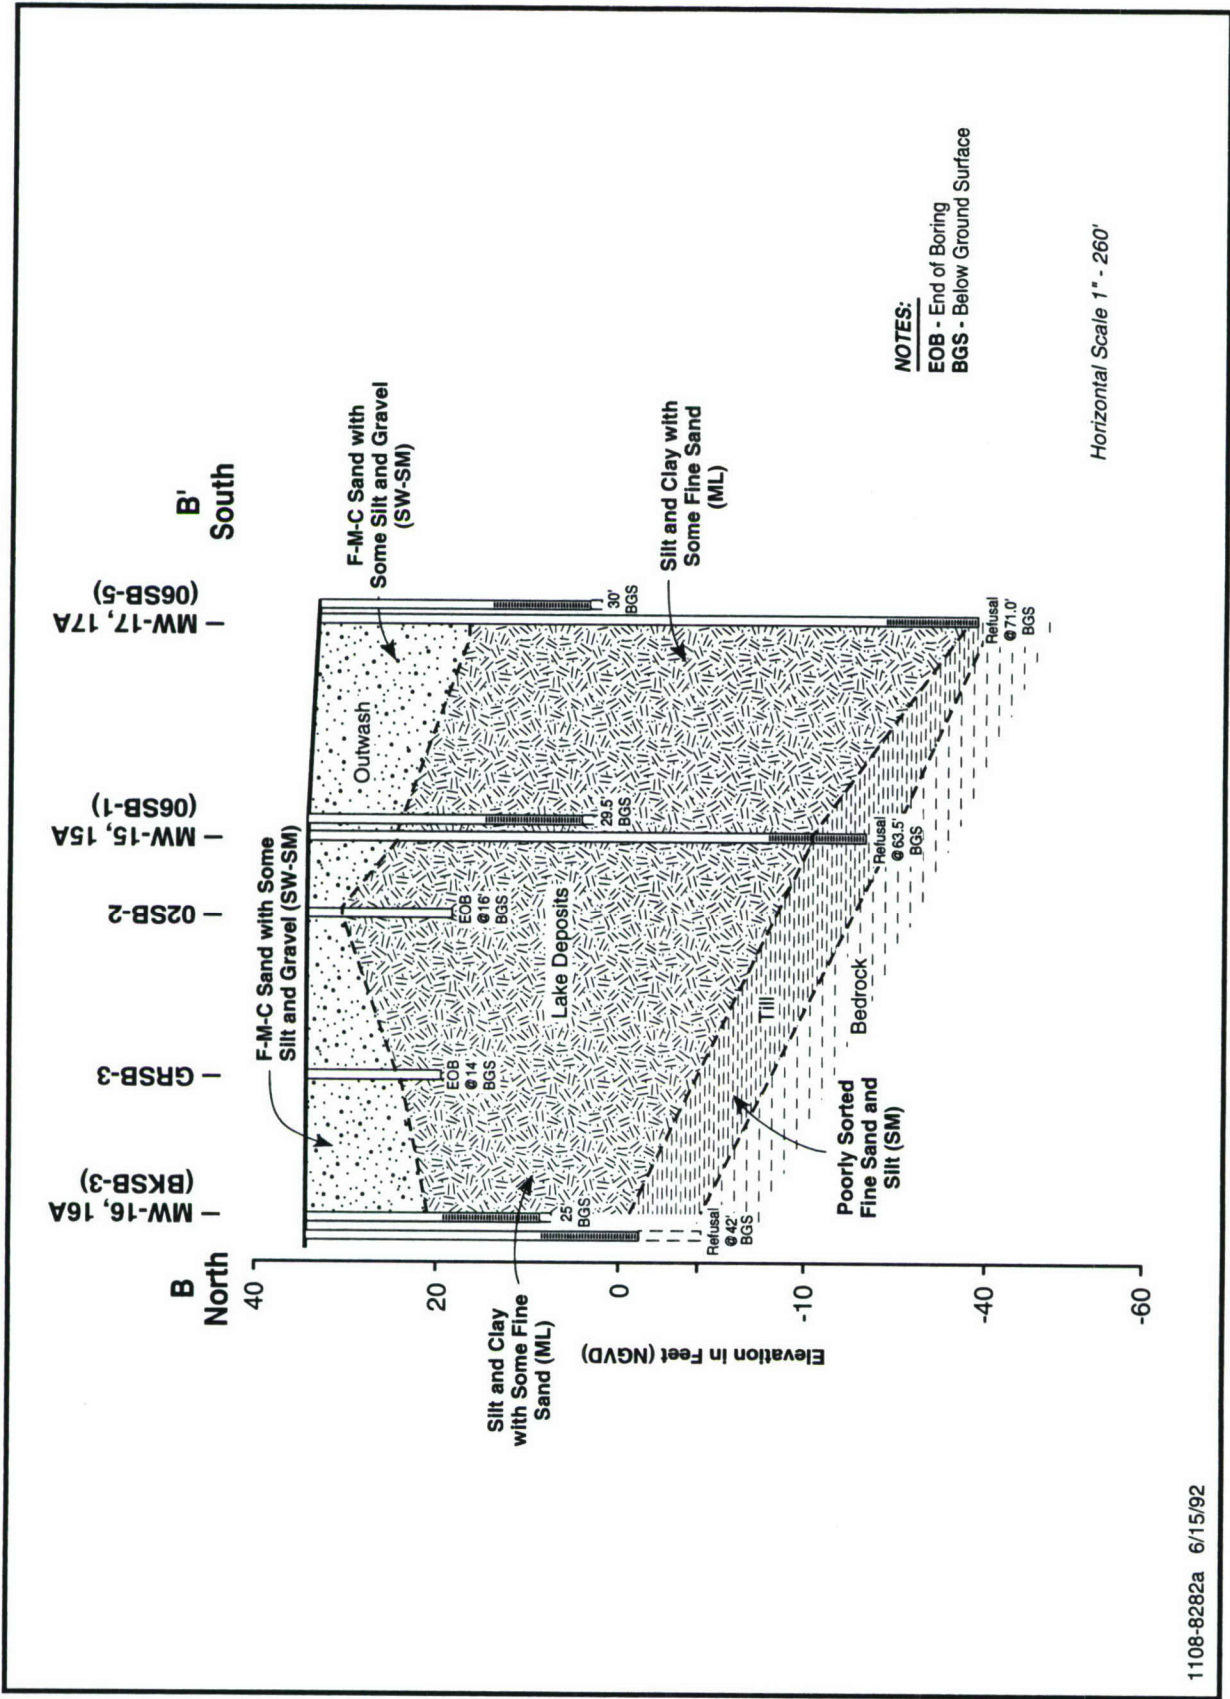 B
North
B'
South
MW-16, 16A
(BKSB-3)
GRSB-3
02SB-2
MW-15, 15A
(06SB-1)
MW-17, 17A
(06SB-5)
F-M-C Sand with Some
Silt and Gravel (SW-SM)
F-M-C Sand with
Some Silt and Gravel
(SW-SM)
Outwash
40
20
0
-10
-40
-60
Elevation in Feet (NGVD)
EOB
@14'
BGS
EOB
@16'
BGS
25'
BGS
29.5'
BGS
30'
BGS
Lake Deposits
Silt and Clay
with Some Fine
Sand (ML)
Silt and Clay with
Some Fine Sand
(ML)
Refusal
@42'
BGS
Till
Refusal
@63.5'
BGS
Refusal
@71.0'
BGS
Bedrock
Poorly Sorted
Fine Sand and
Silt (SM)
NOTES:
EOB - End of Boring
BGS - Below Ground Surface
Horizontal Scale 1" - 260'
1108-8282a 6/15/92